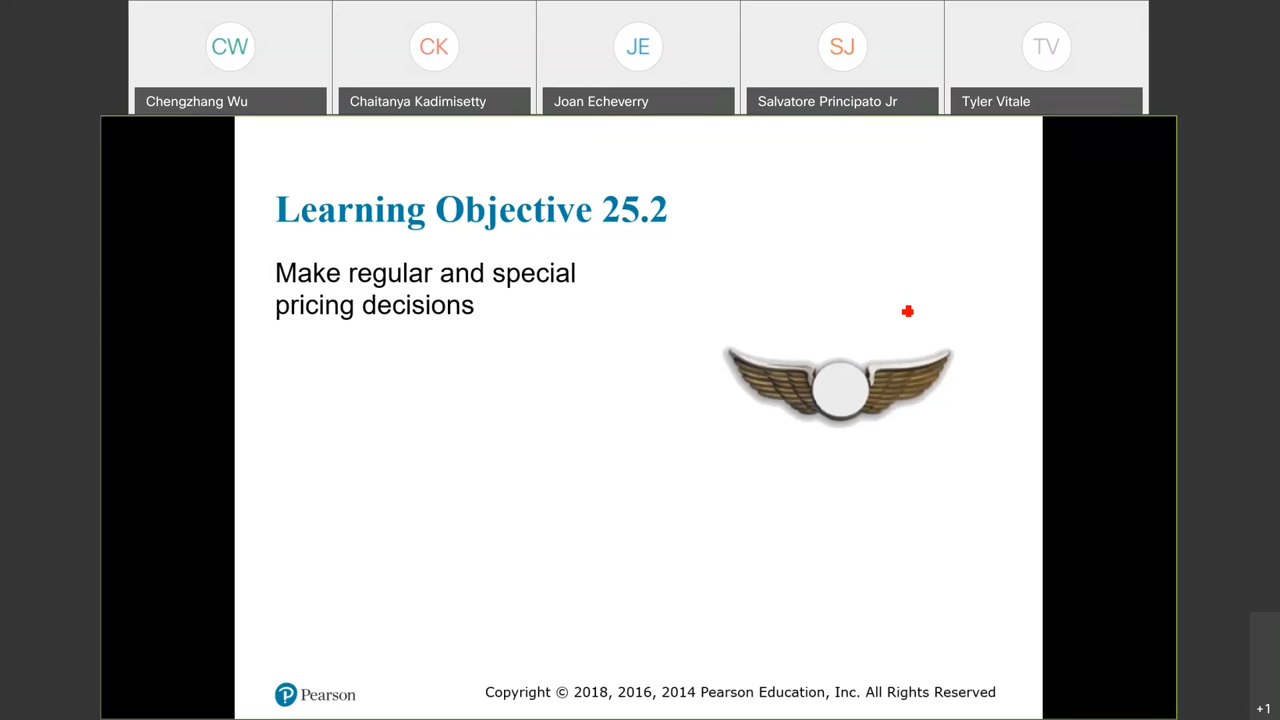 CW
CK
JE
SJ
TV
Chengzhang Wu
Chaitanya Kadimisetty
Joan Echeverry
Salvatore Principato Jr
Tyler Vitale
Learning Objective 25.2
Make regular and special
pricing decisions
P Pearson
Copyright © 2018, 2016, 2014 Pearson Education, Inc. All Rights Reserved
+1